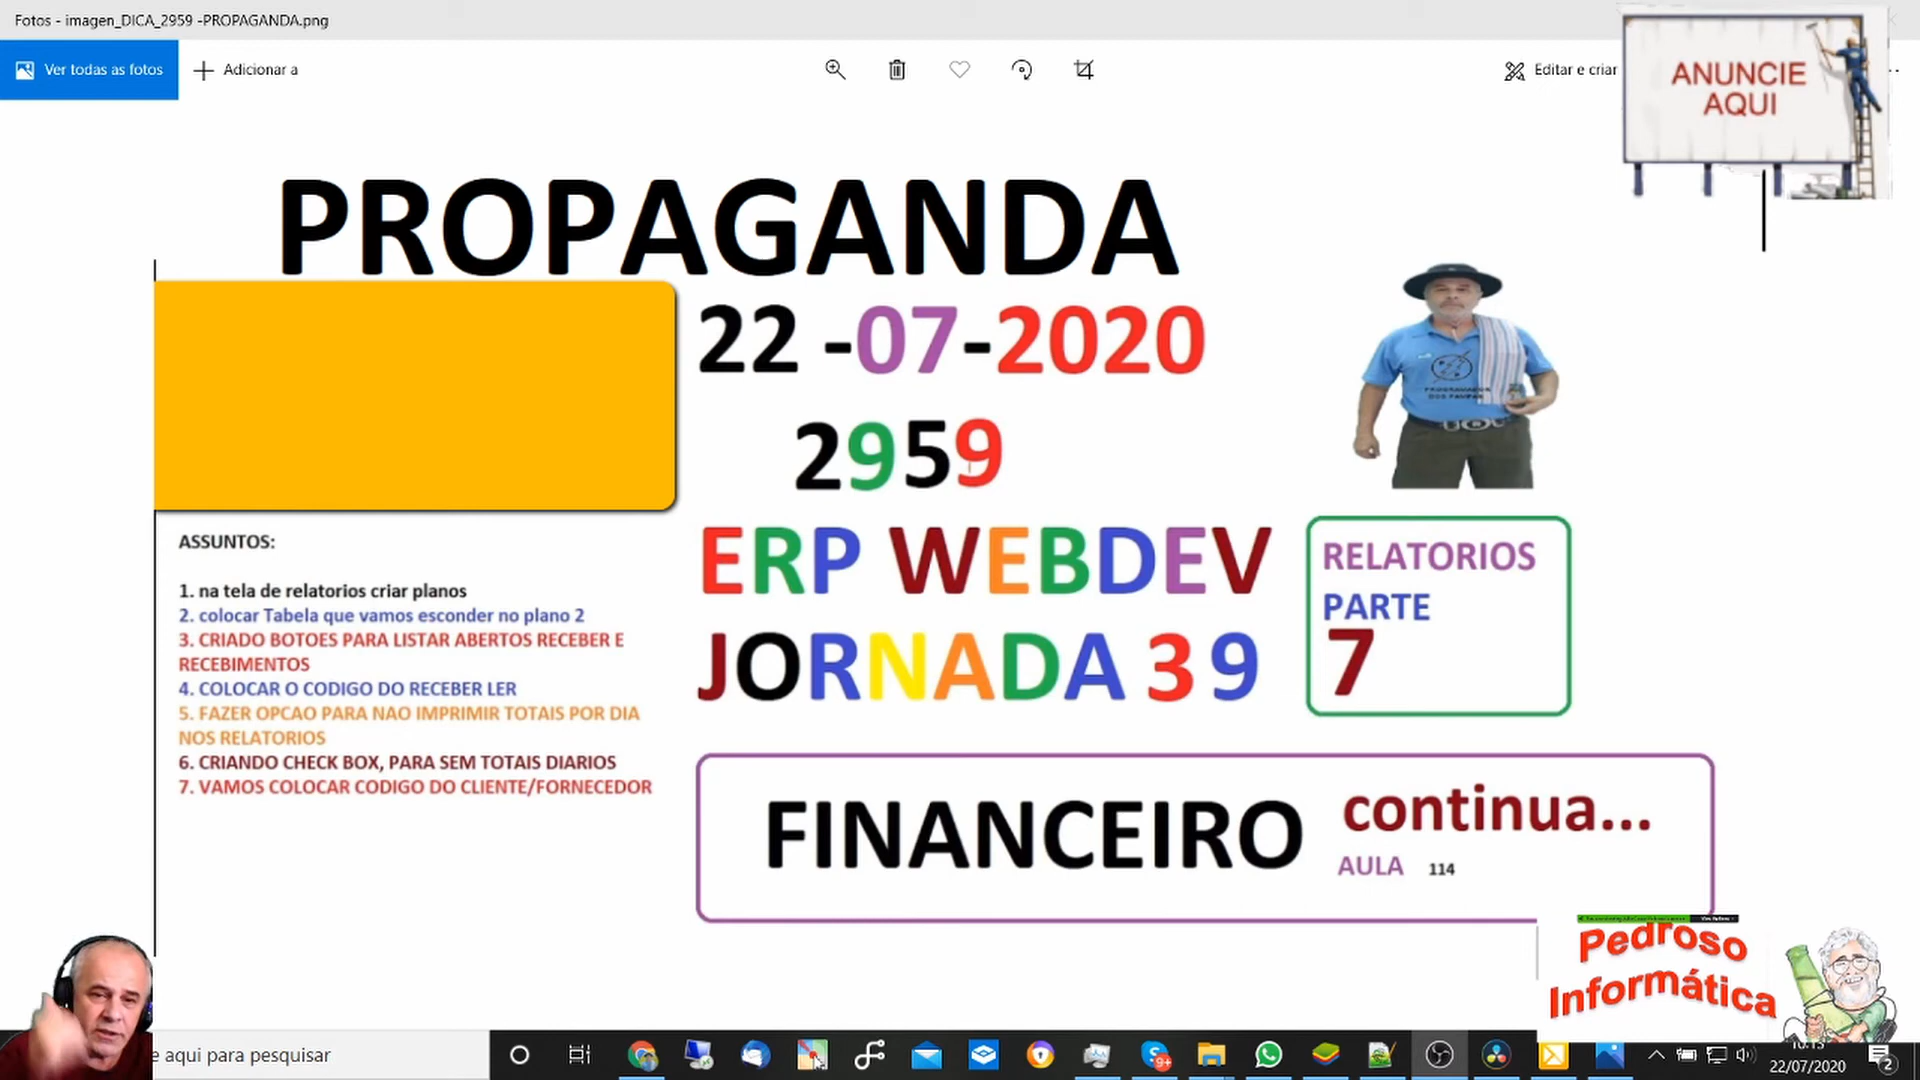 Fotos - imagen_DICA_2959 -PROPAGANDA.png
Ver todas as fotos
Adicionar a
Editar e criar
ANUNCIE
AQUI
PROPAGANDA
22 -07-2020
2959
ERP WEBDEV
JORNADA 39
RELATORIOS
PARTE
7
ASSUNTOS:
1. na tela de relatorios criar planos
2. colocar Tabela que vamos esconder no plano 2
3. CRIADO BOTOES PARA LISTAR ABERTOS RECEBER E
RECEBIMENTOS
4. COLOCAR O CODIGO DO RECEBER LER
5. FAZER OPCAO PARA NAO IMPRIMIR TOTAIS POR DIA
NOS RELATORIOS
6. CRIANDO CHECK BOX, PARA SEM TOTAIS DIARIOS
7. VAMOS COLOCAR CODIGO DO CLIENTE/FORNECEDOR
FINANCEIRO
continua...
AULA 114
Pedroso
Informática
e aqui para pesquisar
9+
22/07/2020
2